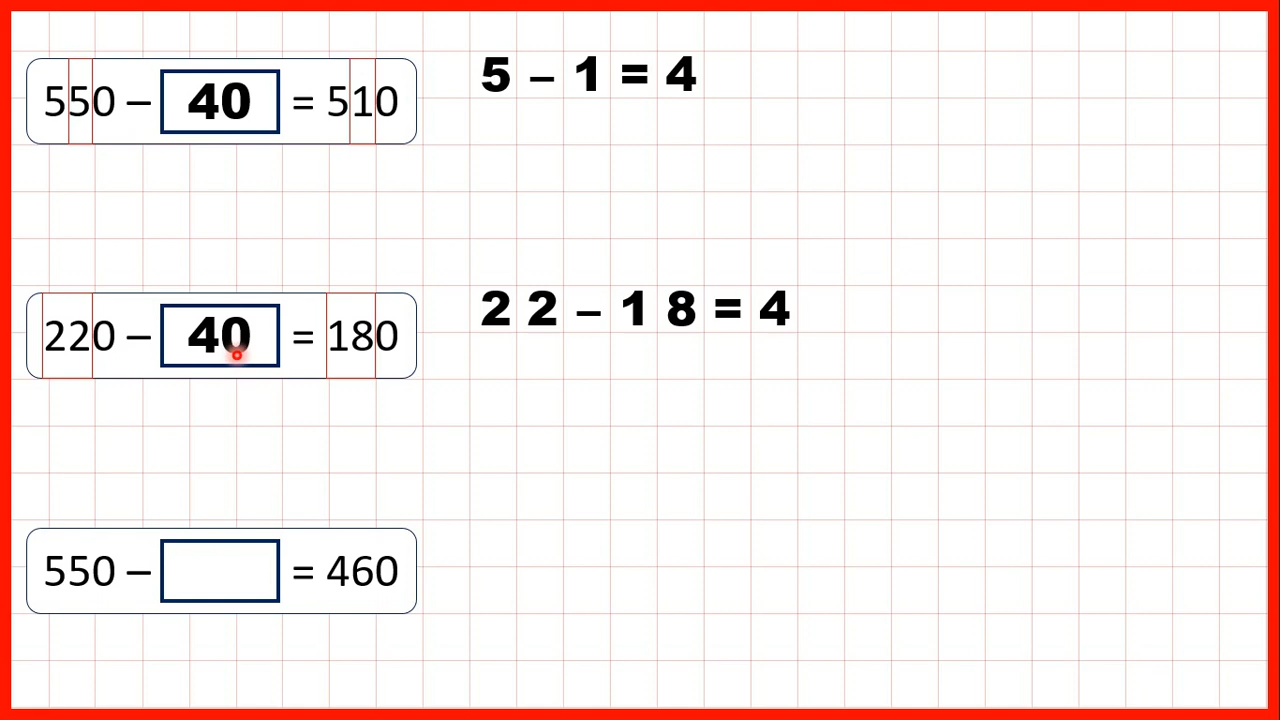 550 – 40 = 510
5 – 1 = 4
220 – 40 = 180
2 2 – 1 8 = 4
550 – = 460